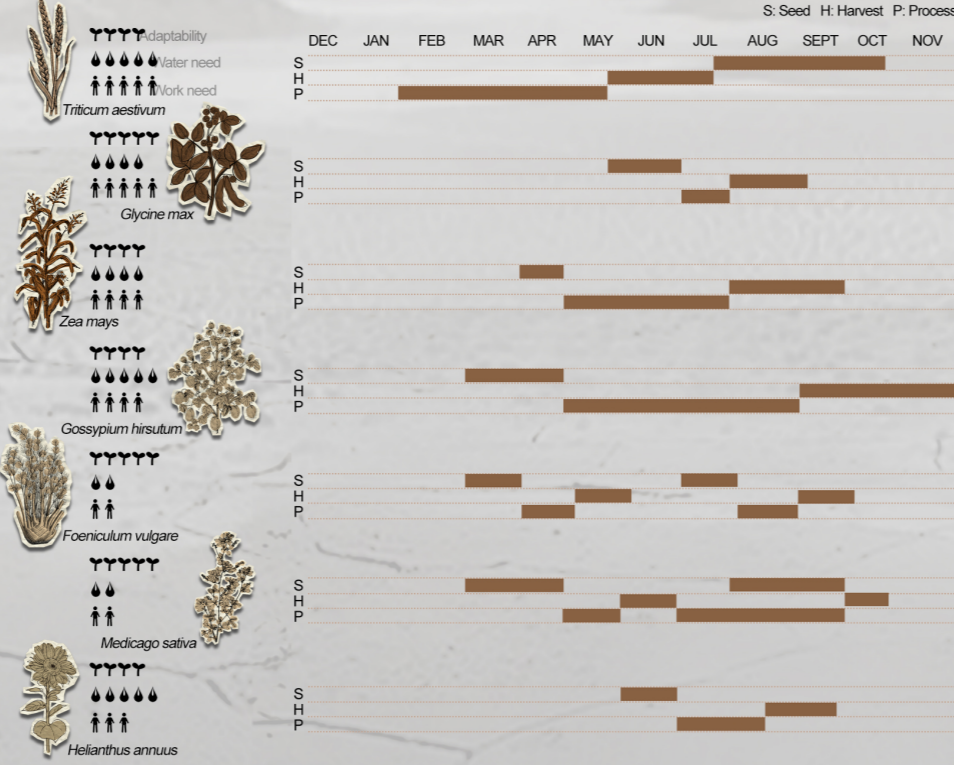 S: Seed H: Harvest P: Process
DEC JAN FEB MAR APR MAY JUN JUL AUG SEPT OCT NOV
Adaptability
Water need
Work need
Triticum aestivum
S
H
P
Glycine max
S
H
P
Zea mays
S
H
P
Gossypium hirsutum
S
H
P
Foeniculum vulgare
S
H
P
Medicago sativa
S
H
P
Helianthus annuus
S
H
P